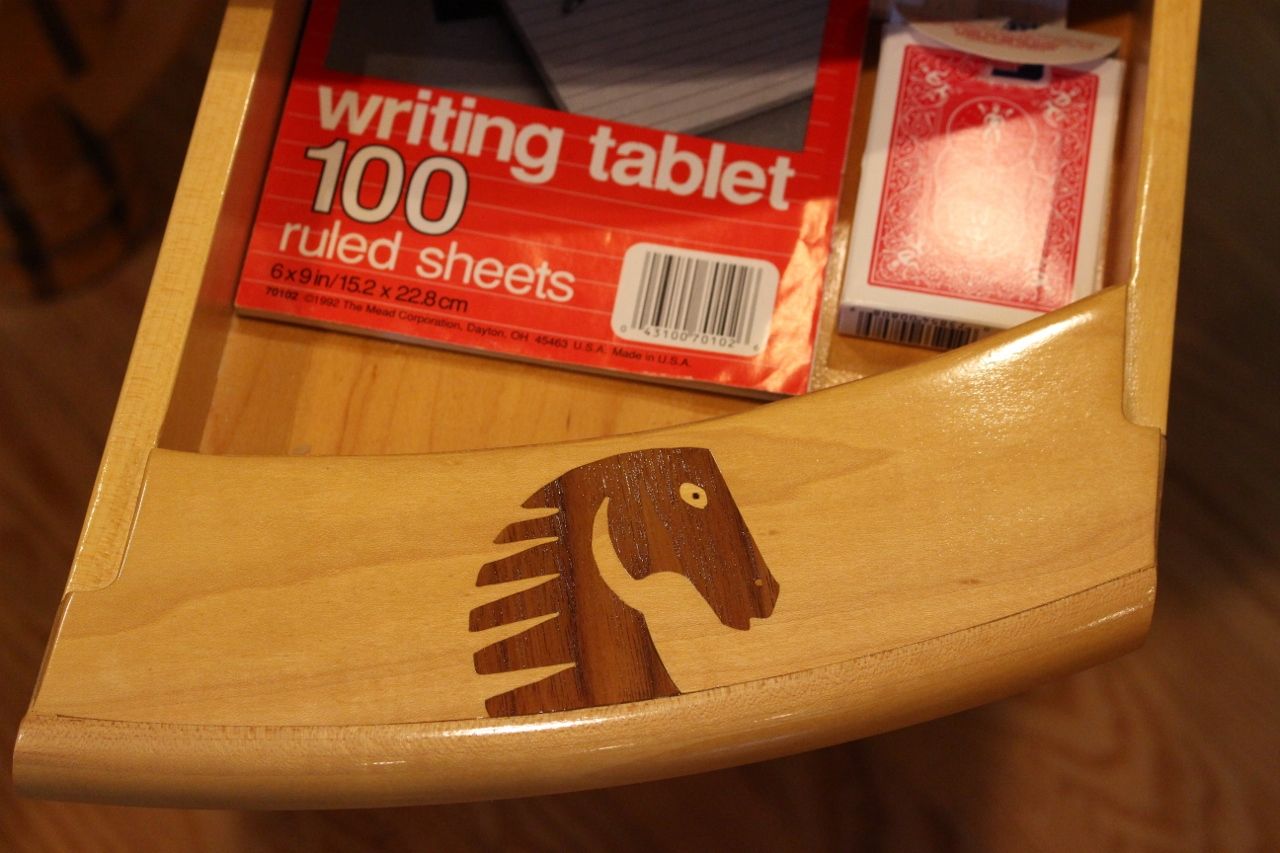 writing tablet
100
ruled sheets
6 x 9 in/15.2 x 22.8 cm
70102 ©1992 The Mead Corporation, Dayton, OH 45463 U.S.A. Made in U.S.A.
0 43100 70102 6